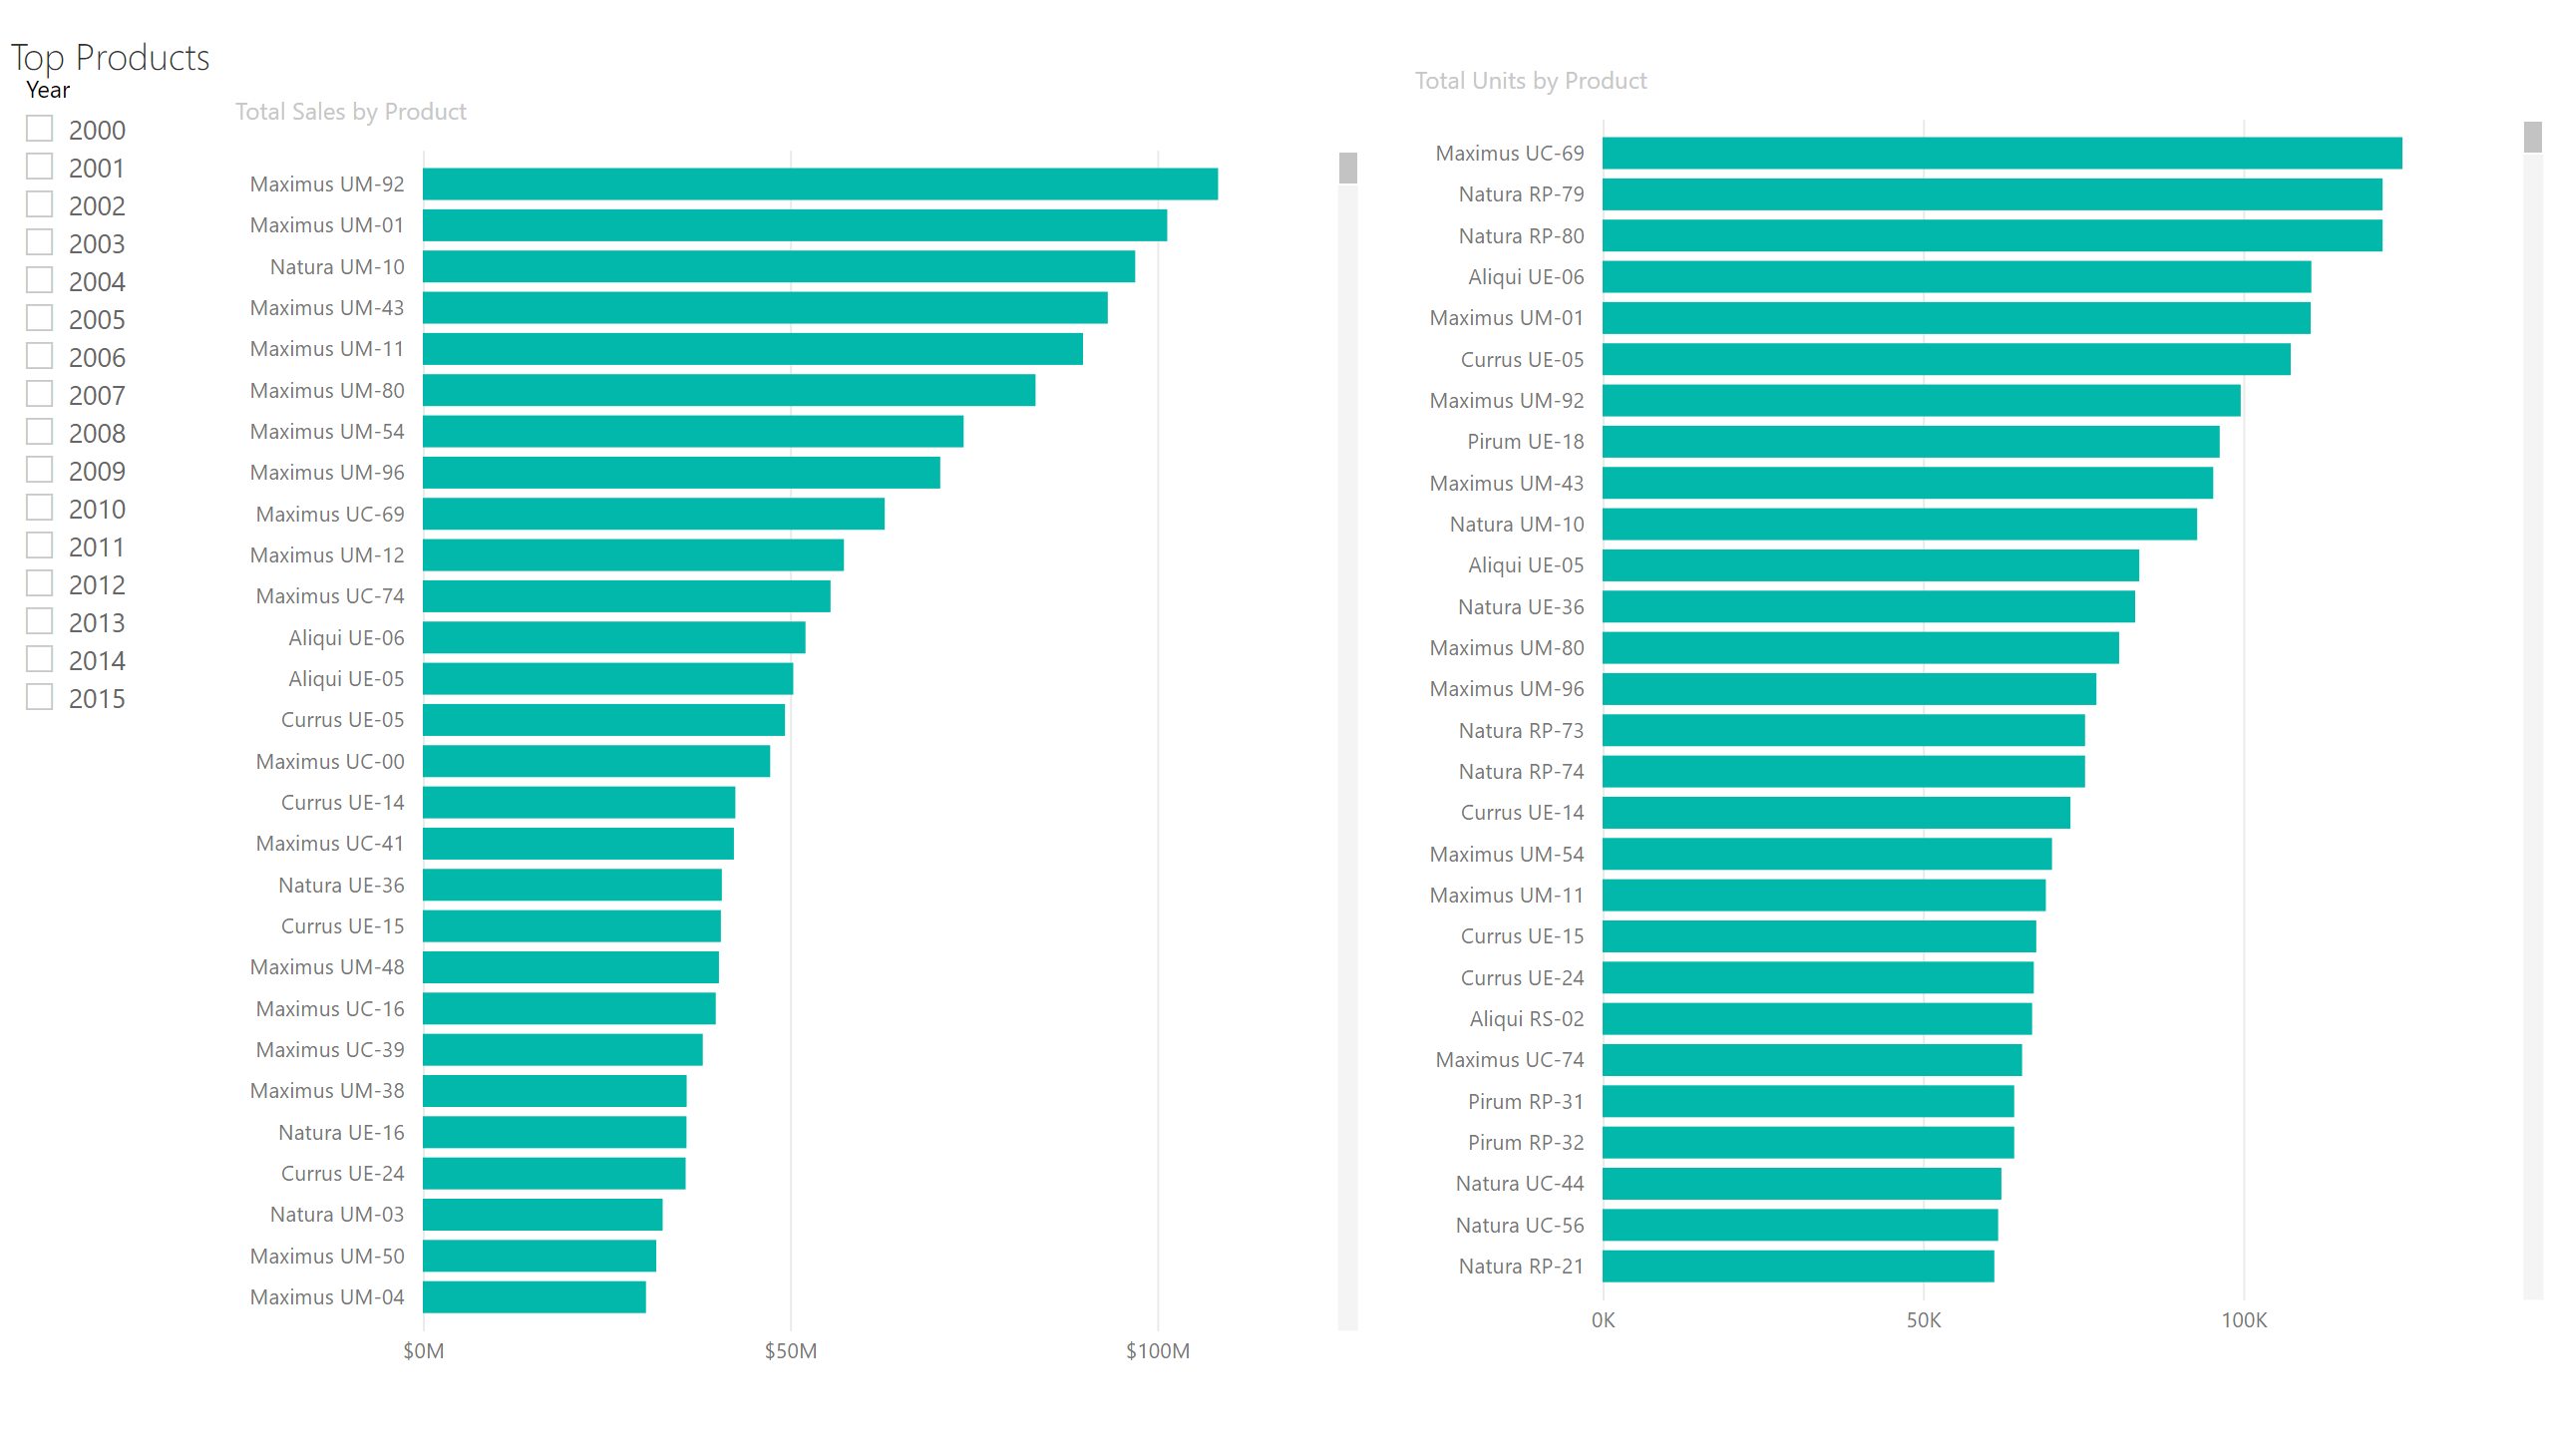 Top Products
Year
2000
2001
2002
2003
2004
2005
2006
2007
2008
2009
2010
2011
2012
2013
2014
2015
Total Sales by Product
Maximus UM-92
Maximus UM-01
Natura UM-10
Maximus UM-43
Maximus UM-11
Maximus UM-80
Maximus UM-54
Maximus UM-96
Maximus UC-69
Maximus UM-12
Maximus UC-74
Aliqui UE-06
Aliqui UE-05
Currus UE-05
Maximus UC-00
Currus UE-14
Maximus UC-41
Natura UE-36
Currus UE-15
Maximus UM-48
Maximus UC-16
Maximus UC-39
Maximus UM-38
Natura UE-16
Currus UE-24
Natura UM-03
Maximus UM-50
Maximus UM-04
$0M $50M $100M
Total Units by Product
Maximus UC-69
Natura RP-79
Natura RP-80
Aliqui UE-06
Maximus UM-01
Currus UE-05
Maximus UM-92
Pirum UE-18
Maximus UM-43
Natura UM-10
Aliqui UE-05
Natura UE-36
Maximus UM-80
Maximus UM-96
Natura RP-73
Natura RP-74
Currus UE-14
Maximus UM-54
Maximus UM-11
Currus UE-15
Currus UE-24
Aliqui RS-02
Maximus UC-74
Pirum RP-31
Pirum RP-32
Natura UC-44
Natura UC-56
Natura RP-21
0K 50K 100K